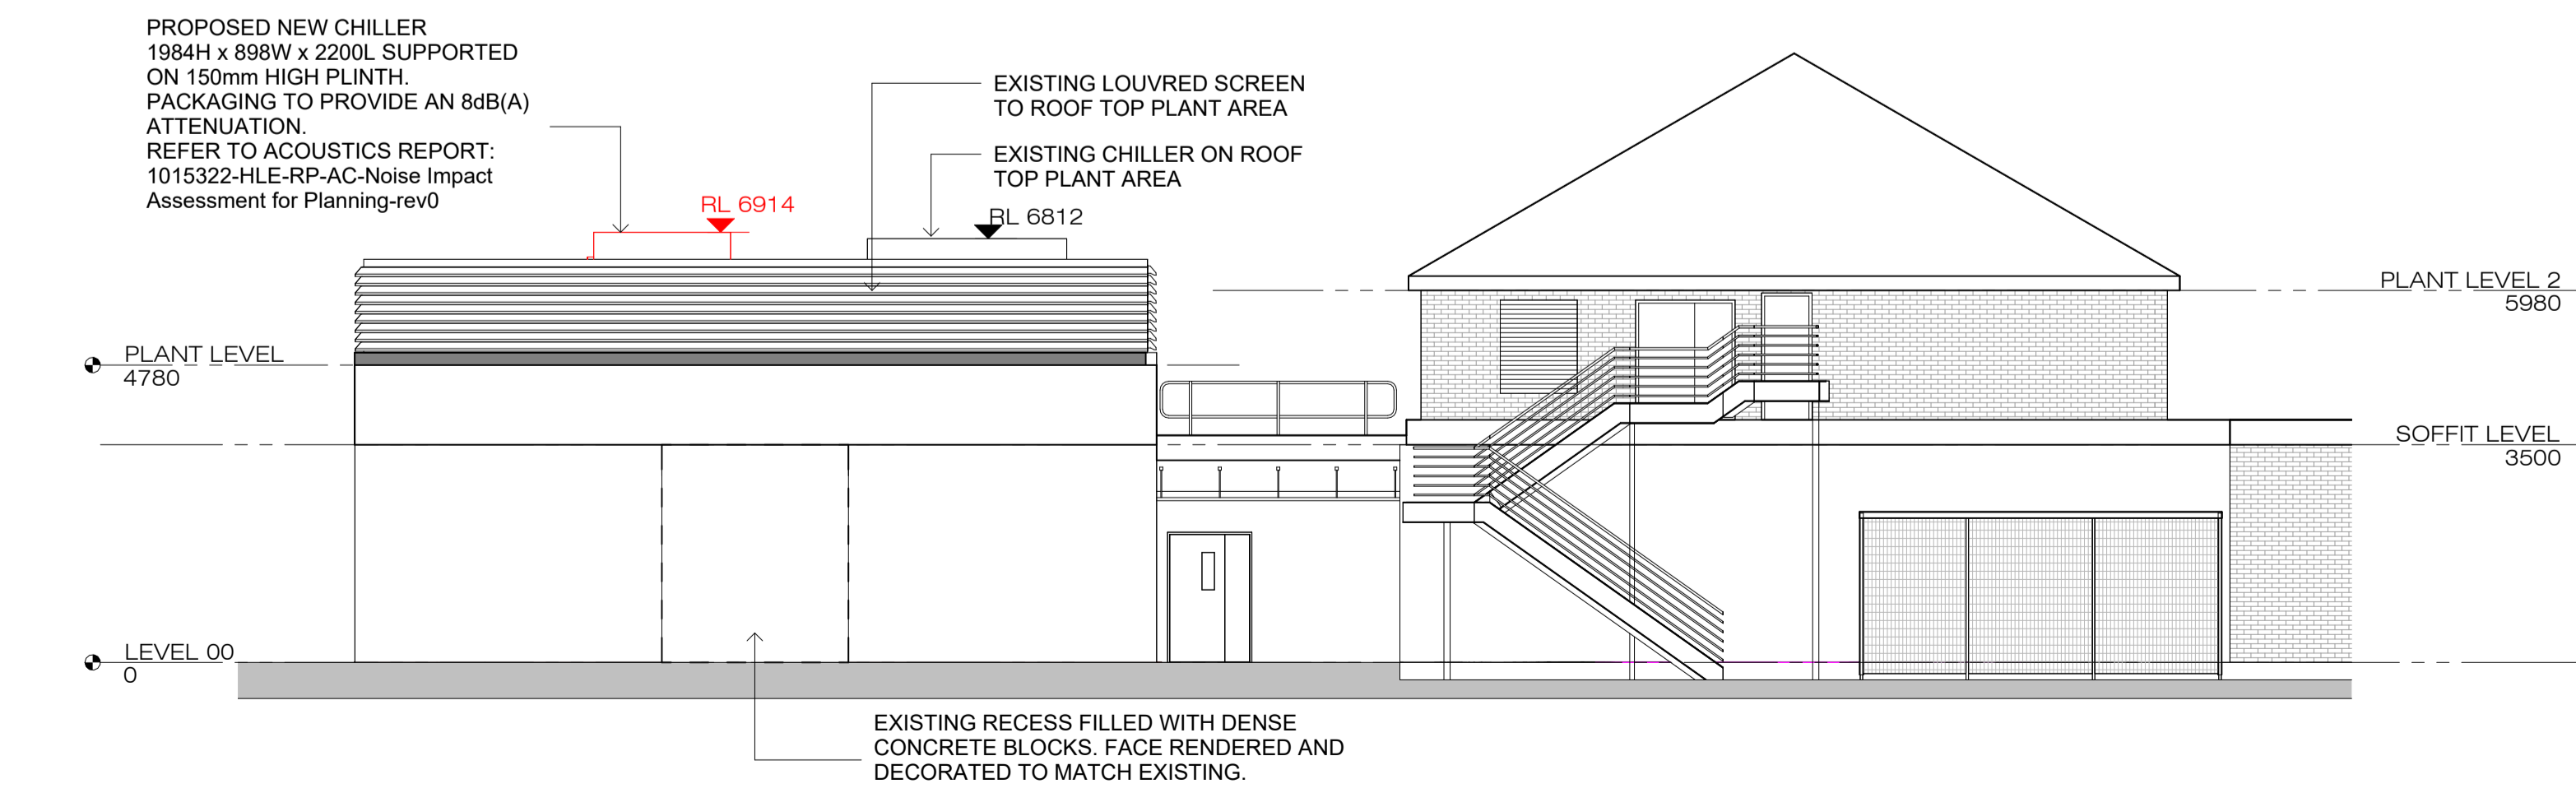 PROPOSED NEW CHILLER
1984H x 898W x 2200L SUPPORTED
ON 150mm HIGH PLINTH.
PACKAGING TO PROVIDE AN 8dB(A)
ATTENUATION.
REFER TO ACOUSTICS REPORT:
1015322-HLE-RP-AC-Noise Impact
Assessment for Planning-rev0
EXISTING LOUVRED SCREEN
TO ROOF TOP PLANT AREA
EXISTING CHILLER ON ROOF
TOP PLANT AREA
RL 6914
RL 6812
PLANT LEVEL 2
5980
PLANT LEVEL
4780
SOFFIT LEVEL
3500
LEVEL 00
0
EXISTING RECESS FILLED WITH DENSE
CONCRETE BLOCKS. FACE RENDERED AND
DECORATED TO MATCH EXISTING.